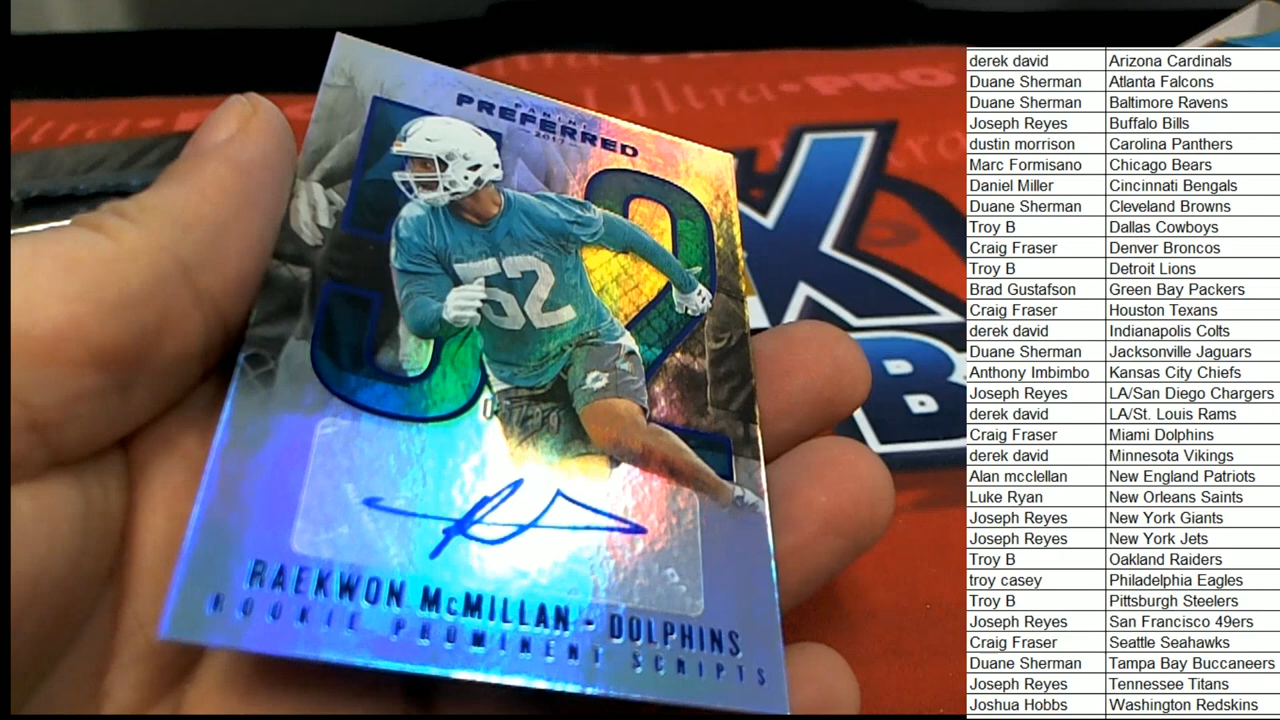 PANINI
PREFERRED
2017
52
RAEKWON McMILLAN - DOLPHINS
ROOKIE PROMINENT SCRIPTS
derek david Arizona Cardinals
Duane Sherman Atlanta Falcons
Duane Sherman Baltimore Ravens
Joseph Reyes Buffalo Bills
dustin morrison Carolina Panthers
Marc Formisano Chicago Bears
Daniel Miller Cincinnati Bengals
Duane Sherman Cleveland Browns
Troy B Dallas Cowboys
Craig Fraser Denver Broncos
Troy B Detroit Lions
Brad Gustafson Green Bay Packers
Craig Fraser Houston Texans
derek david Indianapolis Colts
Duane Sherman Jacksonville Jaguars
Anthony Imbimbo Kansas City Chiefs
Joseph Reyes LA/San Diego Chargers
derek david LA/St. Louis Rams
Craig Fraser Miami Dolphins
derek david Minnesota Vikings
Alan mcclellan New England Patriots
Luke Ryan New Orleans Saints
Joseph Reyes New York Giants
Joseph Reyes New York Jets
Troy B Oakland Raiders
troy casey Philadelphia Eagles
Troy B Pittsburgh Steelers
Joseph Reyes San Francisco 49ers
Craig Fraser Seattle Seahawks
Duane Sherman Tampa Bay Buccaneers
Joseph Reyes Tennessee Titans
Joshua Hobbs Washington Redskins